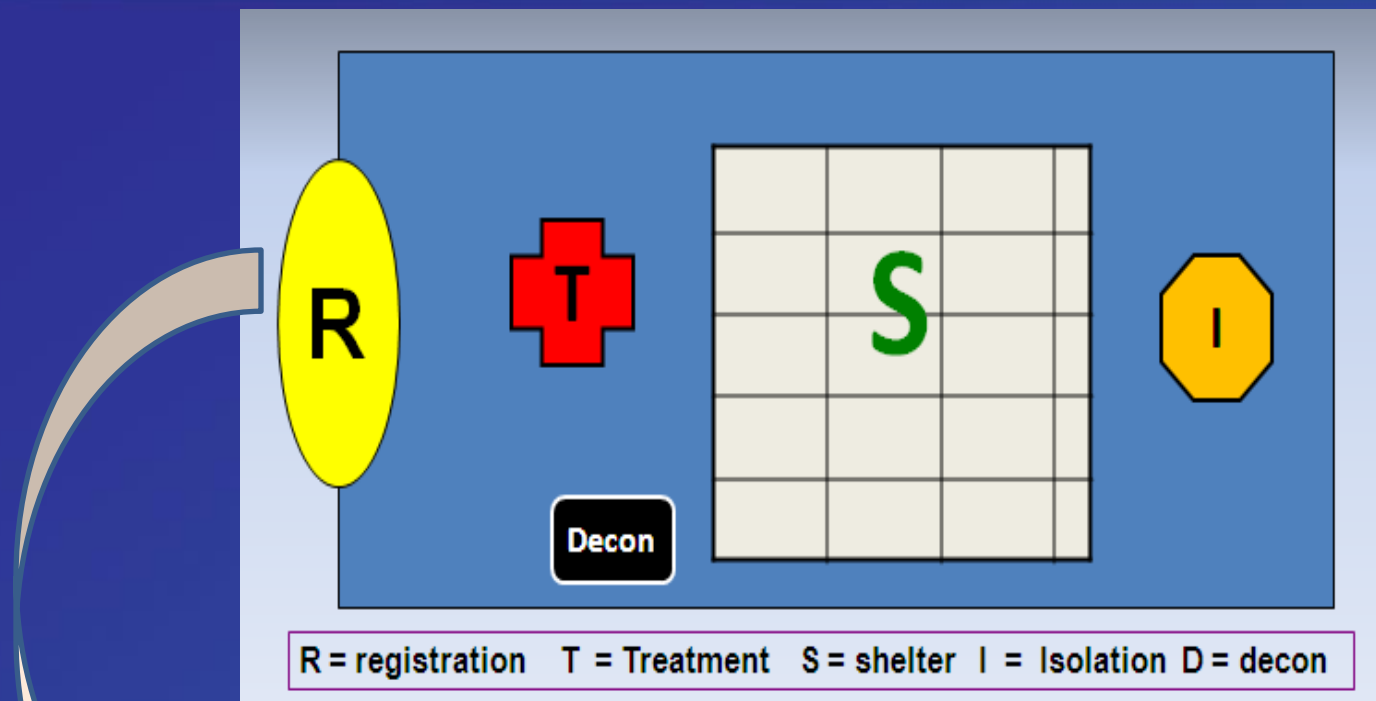 R
T
S
I
Decon
R = registration T = Treatment S = shelter I = Isolation D = decon